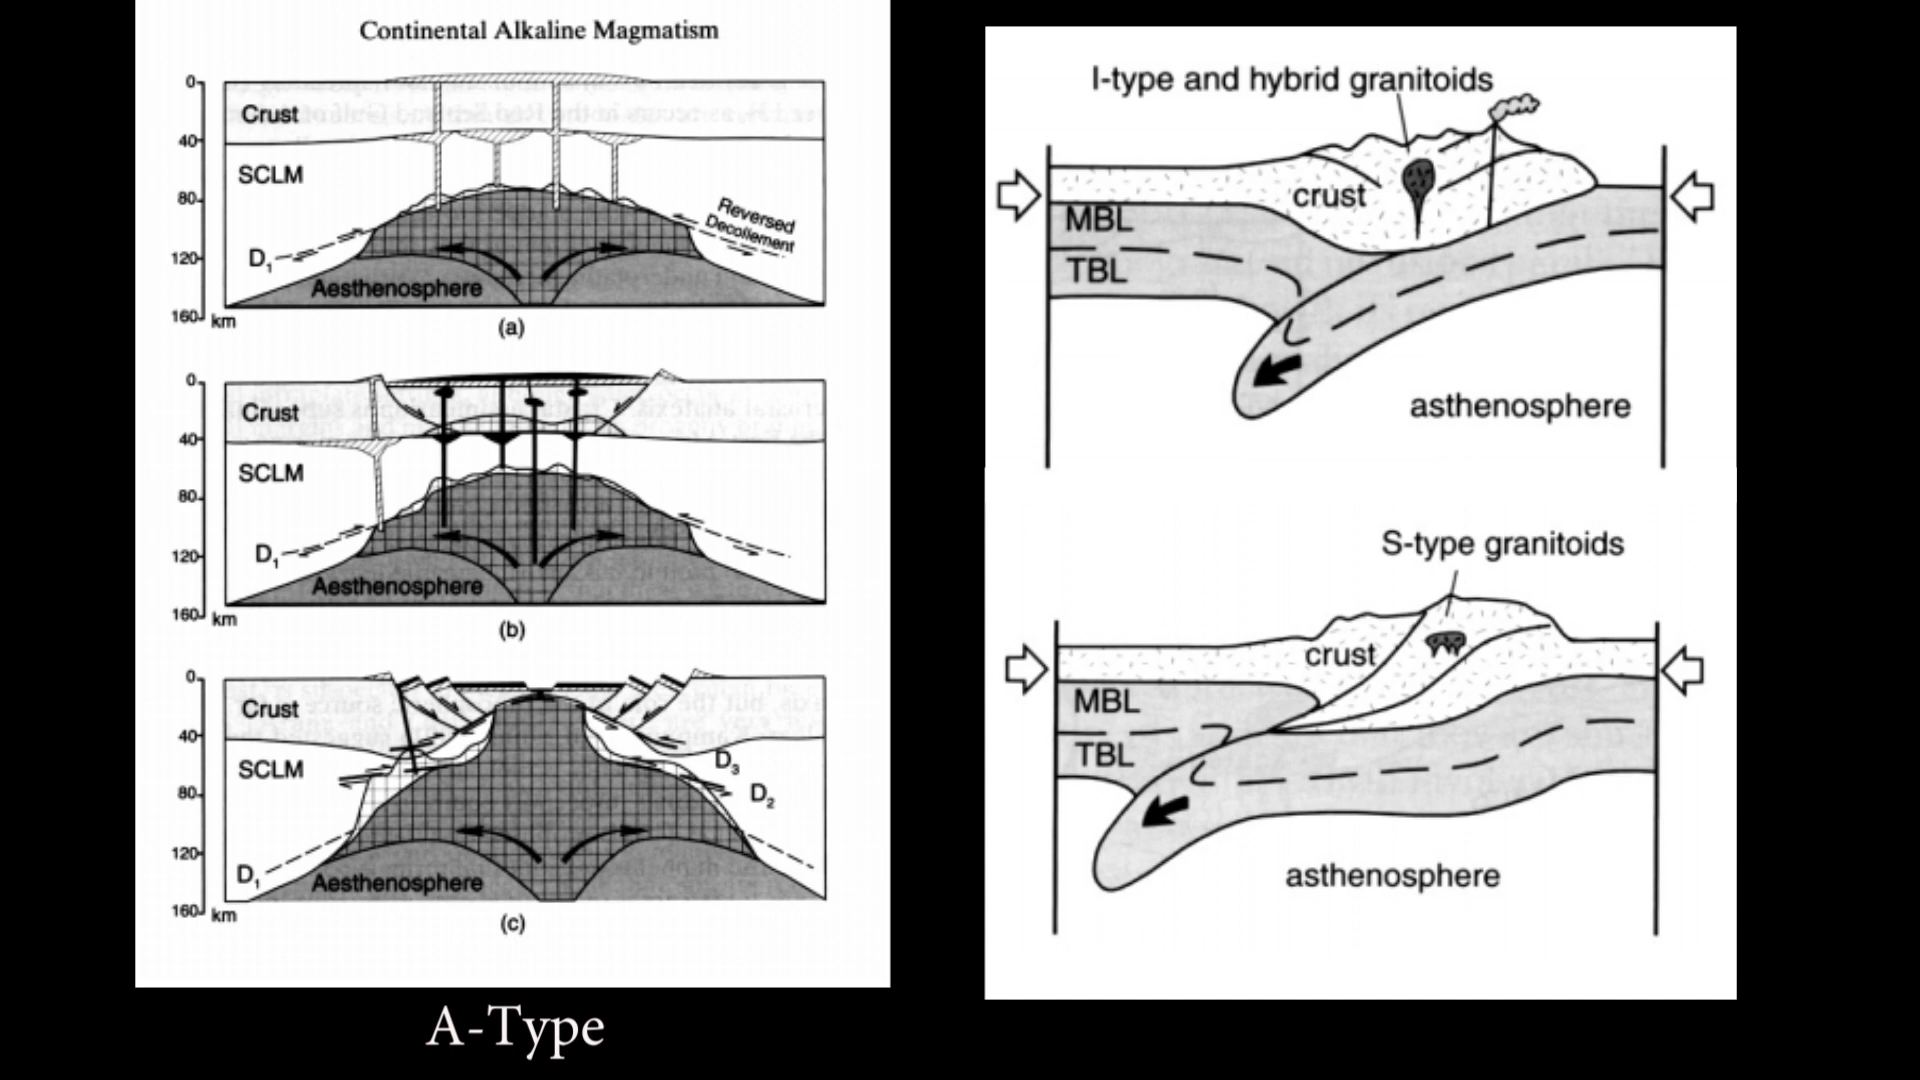 Continental Alkaline Magmatism
0
Crust
40
SCLM
80
Reversed
Decollement
D1
120
Aesthenosphere
160
km
(a)
0
Crust
40
SCLM
80
D1
120
Aesthenosphere
160
km
(b)
0
Crust
40
D3
SCLM
D2
80
120
D1
Aesthenosphere
160
km
(c)
A-Type
I-type and hybrid granitoids
crust
MBL
TBL
asthenosphere
S-type granitoids
crust
MBL
TBL
asthenosphere